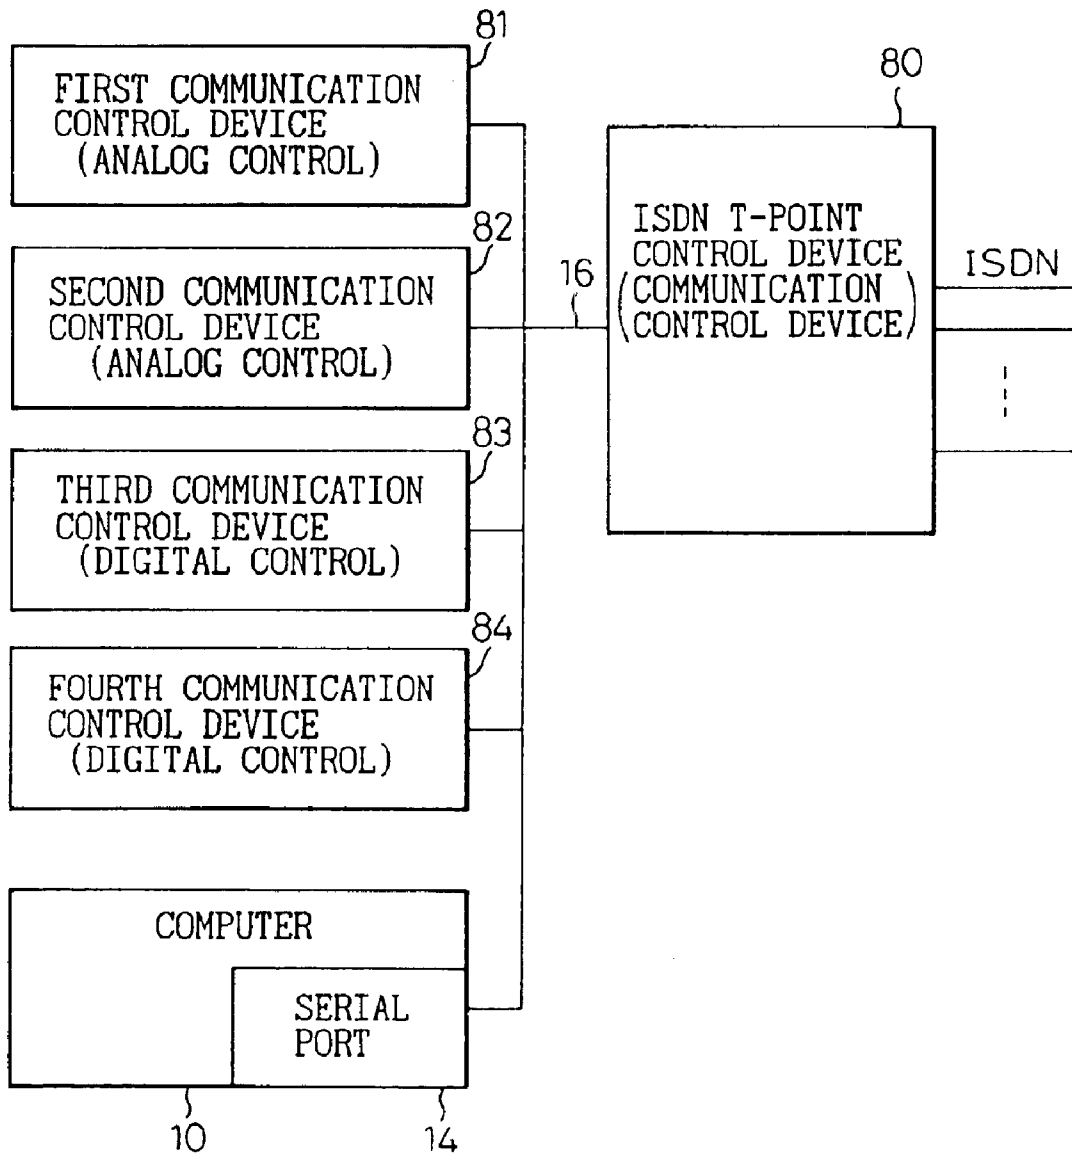 81
FIRST COMMUNICATION
CONTROL DEVICE
(ANALOG CONTROL)
82
SECOND COMMUNICATION
CONTROL DEVICE
(ANALOG CONTROL)
83
THIRD COMMUNICATION
CONTROL DEVICE
(DIGITAL CONTROL)
84
FOURTH COMMUNICATION
CONTROL DEVICE
(DIGITAL CONTROL)
COMPUTER
SERIAL
PORT
10
14
16
80
ISDN T-POINT
CONTROL DEVICE
(COMMUNICATION
CONTROL DEVICE)
ISDN